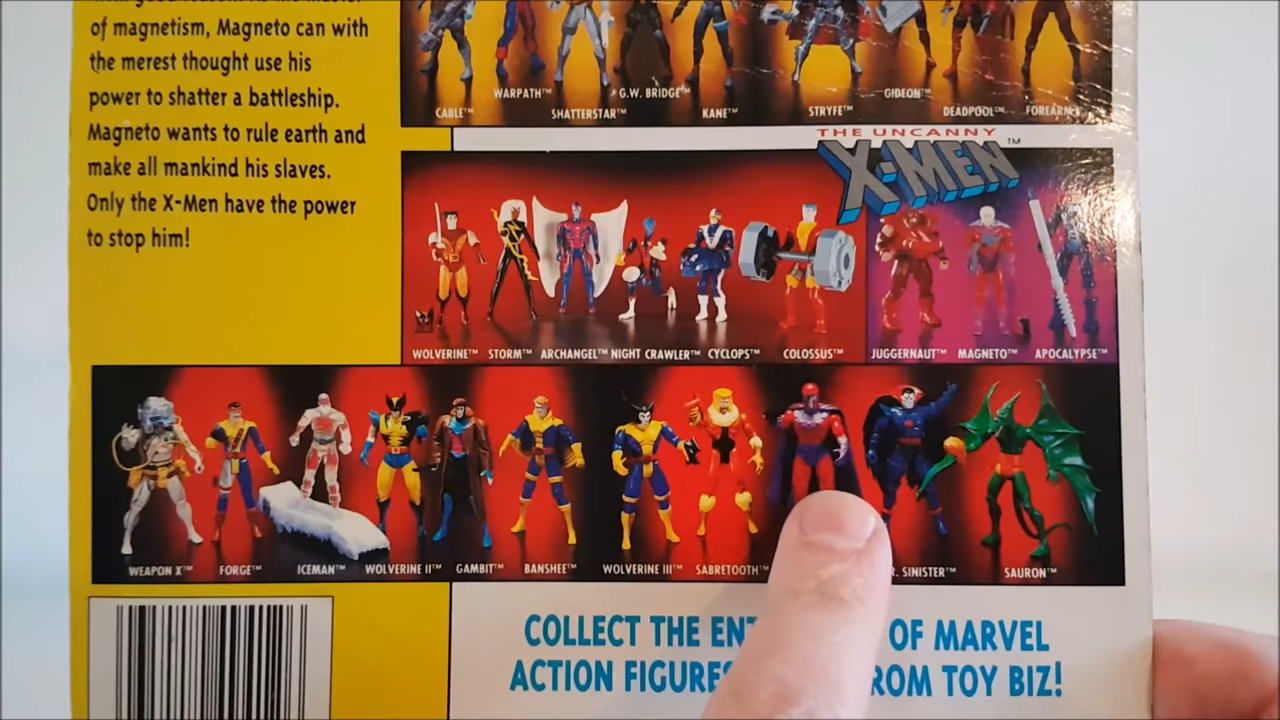 of magnetism, Magneto can with
the merest thought use his
power to shatter a battleship.
Magneto wants to rule earth and
make all mankind his slaves.
Only the X-Men have the power
to stop him!
CABLE™ WARPATH™ SHATTERSTAR™ G.W. BRIDGE™ KANE™ STRYFE™ GIDEON™ DEADPOOL™ FOREARM™
THE UNCANNY
X-MEN™
WOLVERINE™ STORM™ ARCHANGEL™ NIGHT CRAWLER™ CYCLOPS™ COLOSSUS™ JUGGERNAUT™ MAGNETO™ APOCALYPSE™
WEAPON X™ FORGE™ ICEMAN™ WOLVERINE II™ GAMBIT™ BANSHEE™ WOLVERINE III™ SABRETOOTH™ R. SINISTER™ SAURON™
COLLECT THE ENT OF MARVEL
ACTION FIGURES ROM TOY BIZ!